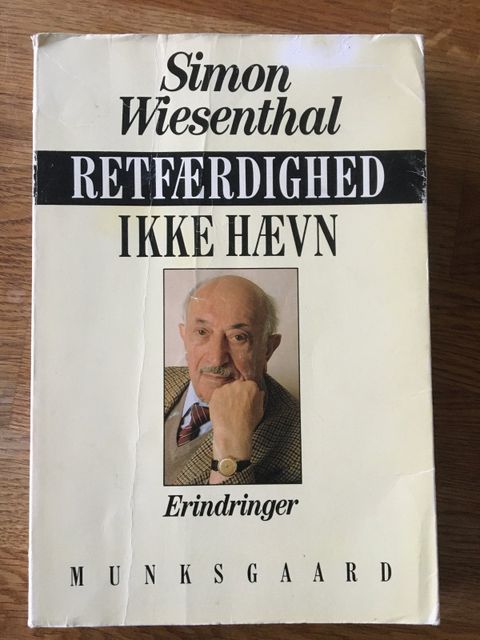 Simon
Wiesenthal
RETFÆRDIGHED
IKKE HÆVN
Erindringer
MUNKSGAARD